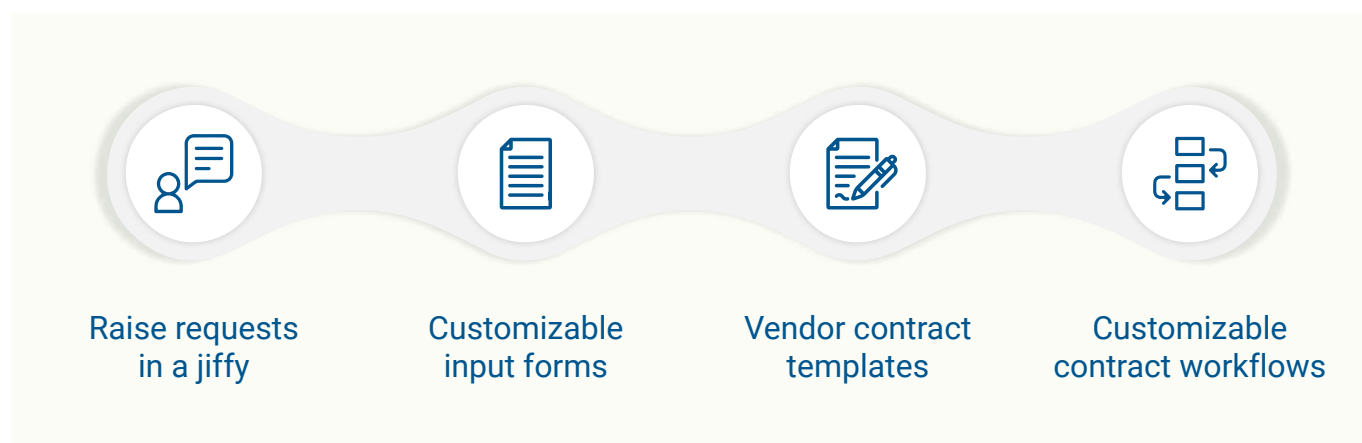 Raise requests
in a jiffy
Customizable
input forms
Vendor contract
templates
Customizable
contract workflows